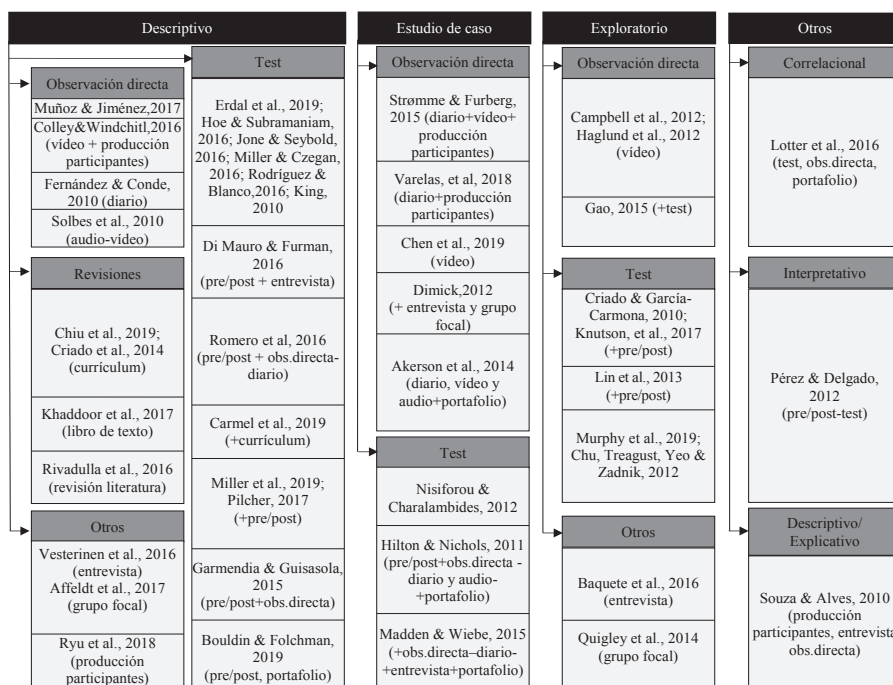 Descriptivo
Observación directa
Muñoz & Jiménez,2017
Colley&Windchitl,2016
(vídeo + producción
participantes)
Fernández & Conde,
2010 (diario)
Solbes et al., 2010
(audio-vídeo)
Revisiones
Chiu et al., 2019;
Criado et al., 2014
(currículum)
Khaddoor et al., 2017
(libro de texto)
Rivadulla et al., 2016
(revisión literatura)
Otros
Vesterinen et al., 2016
(entrevista)
Affeldt et al., 2017
(grupo focal)
Ryu et al., 2018
(producción
participantes)
Test
Erdal et al., 2019;
Hoe & Subramaniam,
2016; Jone & Seybold,
2016; Miller & Czegan,
2016; Rodríguez &
Blanco,2016; King,
2010
Di Mauro & Furman,
2016
(pre/post + entrevista)
Romero et al, 2016
(pre/post + obs.directa-
diario)
Carmel et al., 2019
(+currículum)
Miller et al., 2019;
Pilcher, 2017
(+pre/post)
Garmendia & Guisasola,
2015
(pre/post+obs.directa)
Bouldin & Folchman,
2019
(pre/post, portafolio)
Estudio de caso
Observación directa
Strømme & Furberg,
2015 (diario+vídeo+
producción
participantes)
Varelas, et al, 2018
(diario+producción
participantes)
Chen et al., 2019
(vídeo)
Dimick,2012
(+ entrevista y grupo
focal)
Akerson et al., 2014
(diario, vídeo y
audio+portafolio)
Test
Nisiforou &
Charalambides, 2012
Hilton & Nichols, 2011
(pre/post+obs.directa -
diario y audio-
+portafolio)
Madden & Wiebe, 2015
(+obs.directa–diario-
+entrevista+portafolio)
Exploratorio
Observación directa
Campbell et al., 2012;
Haglund et al., 2012
(vídeo)
Gao, 2015 (+test)
Test
Criado & García-
Carmona, 2010;
Knutson, et al., 2017
(+pre/post)
Lin et al., 2013
(+pre/post)
Murphy et al., 2019;
Chu, Treagust, Yeo &
Zadnik, 2012
Otros
Baquete et al., 2016
(entrevista)
Quigley et al., 2014
(grupo focal)
Otros
Correlacional
Lotter et al., 2016
(test, obs.directa,
portafolio)
Interpretativo
Pérez & Delgado,
2012
(pre/post-test)
Descriptivo/
Explicativo
Souza & Alves, 2010
(producción
participantes, entrevista
obs.directa)